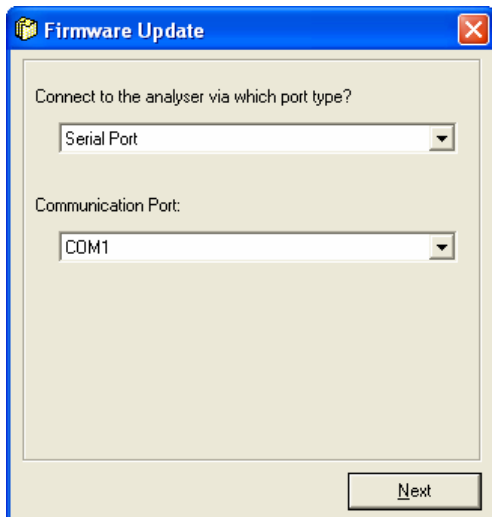 Firmware Update
Connect to the analyser via which port type?
Serial Port
Communication Port:
COM1
Next